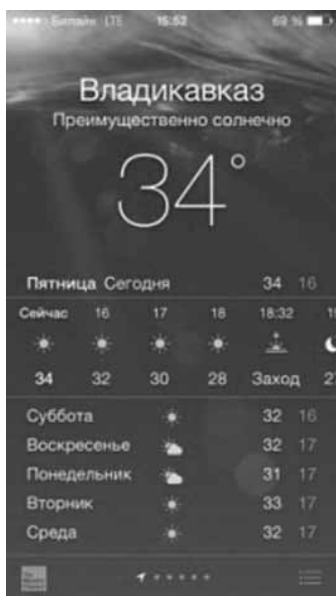 Билайн LTE 15:52 69 %
Владикавказ
Преимущественно солнечно
34°
Пятница Сегодня 34 16
Сейчас 16 17 18 18:32
34 32 30 28 Заход 27
Суббота 32 16
Воскресенье 32 17
Понедельник 31 17
Вторник 33 17
Среда 32 17